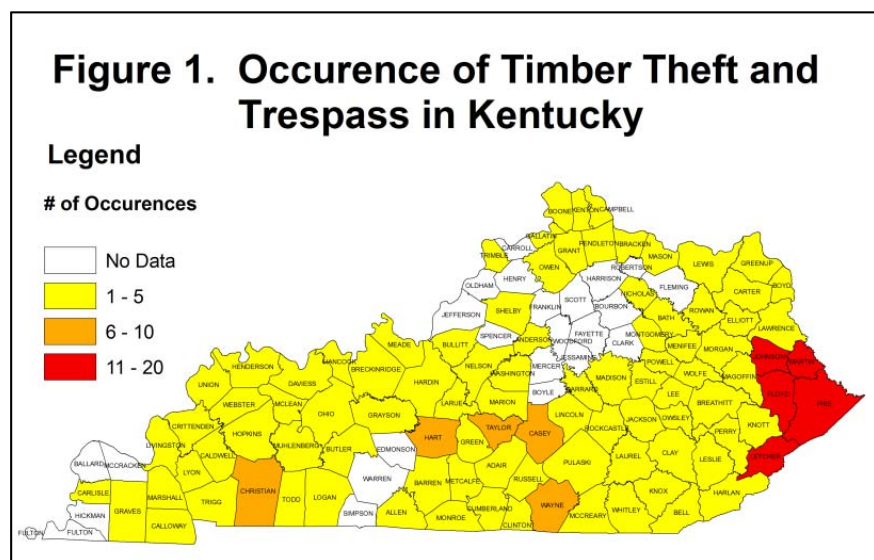 Figure 1. Occurence of Timber Theft and
Trespass in Kentucky
Legend
# of Occurences
No Data
1 - 5
6 - 10
11 - 20
BOONE KENTON CAMPBELL
GALLATIN
CARROLL
TRIMBLE
GRANT
PENDLETON
BRACKEN
MASON
OWEN
HENRY
ROBERTSON
LEWIS
GREENUP
OLDHAM
HARRISON
FLEMING
BOYD
CARTER
SCOTT
NICHOLAS
JEFFERSON
SHELBY
FRANKLIN
BOURBON
ROWAN
BATH
ELLIOTT
LAWRENCE
SPENCER
FAYETTE
WOODFORD
CLARK
MONTGOMERY
MENIFEE
BULLITT
ANDERSON
MORGAN
JOHNSON
MARTIN
MEADE
JESSAMINE
MERCER
POWELL
NELSON
WASHINGTON
MADISON
ESTILL
WOLFE
MAGOFFIN
HENDERSON
HANCOCK
BRECKINRIDGE
HARDIN
BOYLE
GARRARD
LEE
FLOYD
PIKE
UNION
DAVIESS
LARUE
MARION
LINCOLN
BREATHITT
WEBSTER
MCLEAN
OHIO
GRAYSON
JACKSON
OWSLEY
KNOTT
CRITTENDEN
HOPKINS
HART
TAYLOR
CASEY
ROCKCASTLE
PERRY
MUHLENBERG
BUTLER
EDMONSON
GREEN
LIVINGSTON
CALDWELL
PULASKI
LAUREL
CLAY
LESLIE
LETCHER
BALLARD
MCCRACKEN
LYON
WARREN
BARREN
METCALFE
ADAIR
RUSSELL
KNOX
HARLAN
CARLISLE
MARSHALL
TRIGG
CHRISTIAN
TODD
LOGAN
WAYNE
HICKMAN
GRAVES
CALLOWAY
SIMPSON
ALLEN
MONROE
CUMBERLAND
CLINTON
MCCREARY
WHITLEY
BELL
FULTON
FULTON